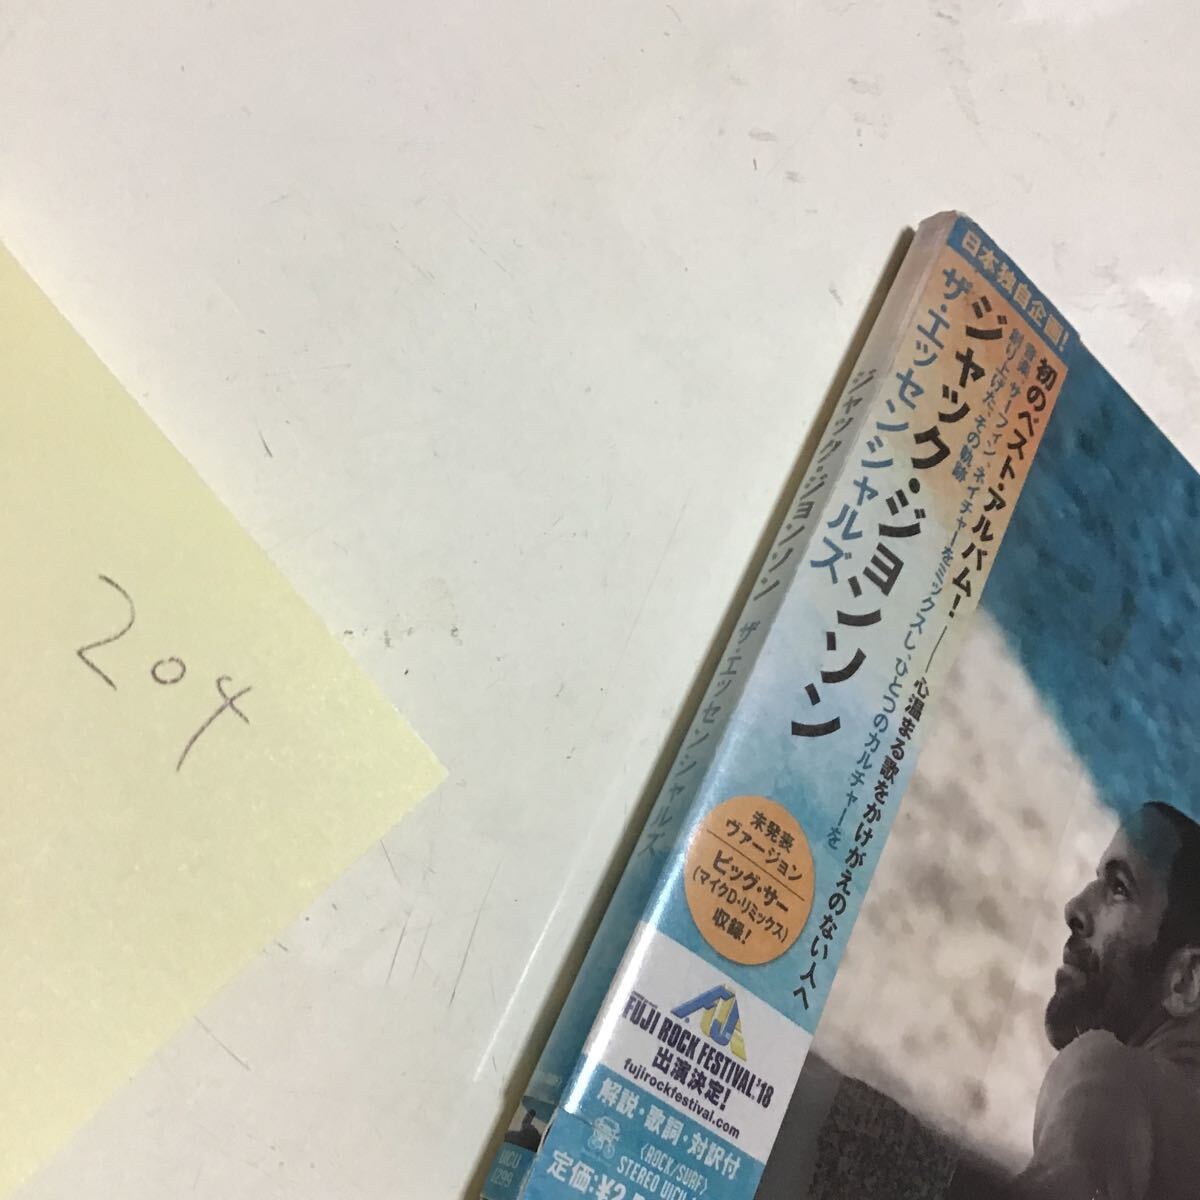 204
日本独自企画!
初のベスト・アルバム!――心温まる歌をかけがえのない人へ
音楽、サーフィン、ネイチャーをミックスし、ひとつのカルチャーを
創り上げた、その軌跡
ジャック・ジョンソン
ザ・エッセンシャルズ
ジャック・ジョンソン ザ・エッセンシャルズ
未発表
ヴァージョン
ビッグ・サー
(マイクD・リミックス)
収録!
FUJI ROCK FESTIVAL'18
出演決定!
fujirockfestival.com
解説・歌詞・対訳付
〈ROCK/SURF〉
STEREO UICU
定価:¥2,5
UICU
1299